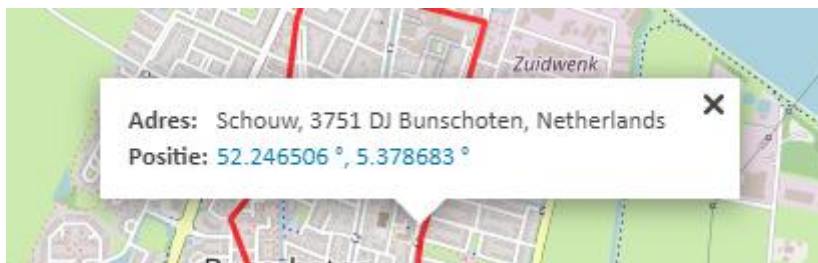 Zuidwenk
Adres: Schouw, 3751 DJ Bunschoten, Netherlands
Positie: 52.246506 °, 5.378683 °